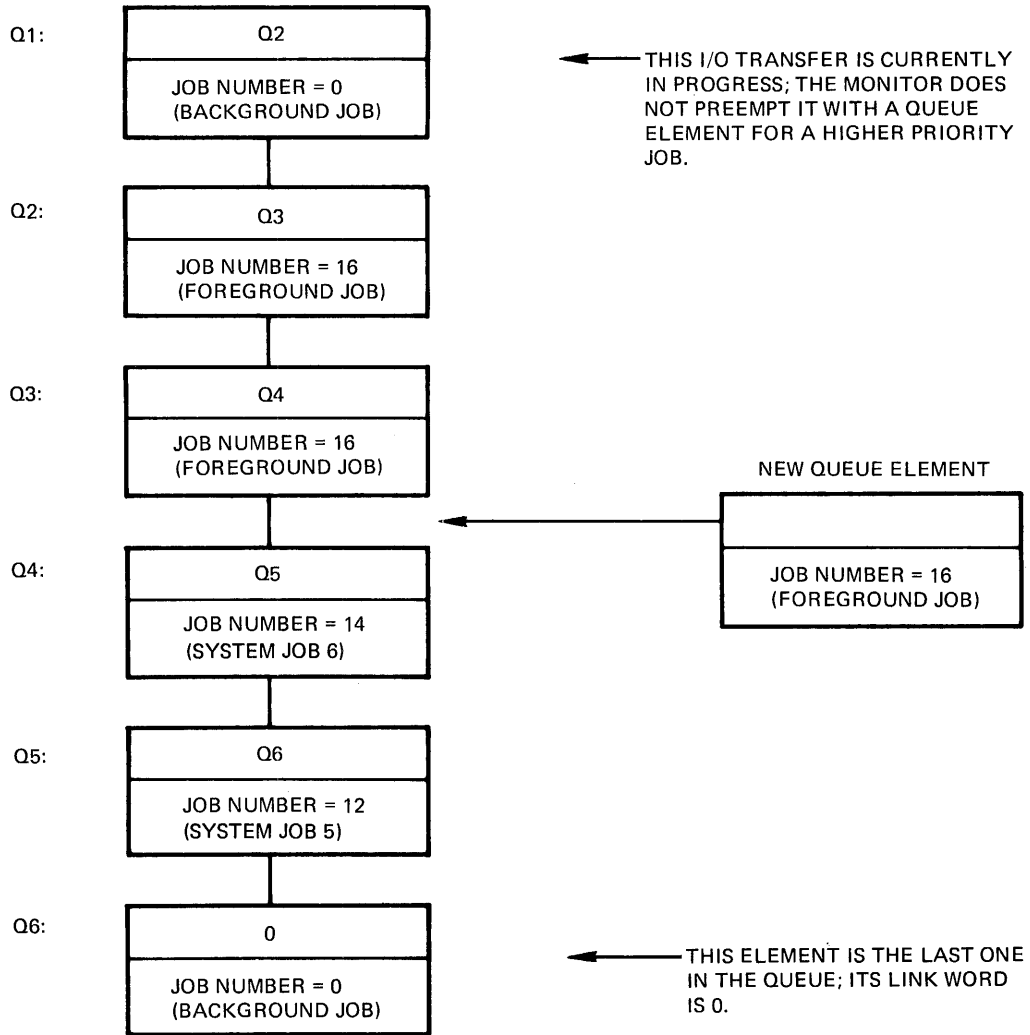 Q1:
Q2
JOB NUMBER = 0
(BACKGROUND JOB)
THIS I/O TRANSFER IS CURRENTLY
IN PROGRESS; THE MONITOR DOES
NOT PREEMPT IT WITH A QUEUE
ELEMENT FOR A HIGHER PRIORITY
JOB.
Q2:
Q3
JOB NUMBER = 16
(FOREGROUND JOB)
Q3:
Q4
JOB NUMBER = 16
(FOREGROUND JOB)
NEW QUEUE ELEMENT
JOB NUMBER = 16
(FOREGROUND JOB)
Q4:
Q5
JOB NUMBER = 14
(SYSTEM JOB 6)
Q5:
Q6
JOB NUMBER = 12
(SYSTEM JOB 5)
Q6:
0
JOB NUMBER = 0
(BACKGROUND JOB)
THIS ELEMENT IS THE LAST ONE
IN THE QUEUE; ITS LINK WORD
IS 0.